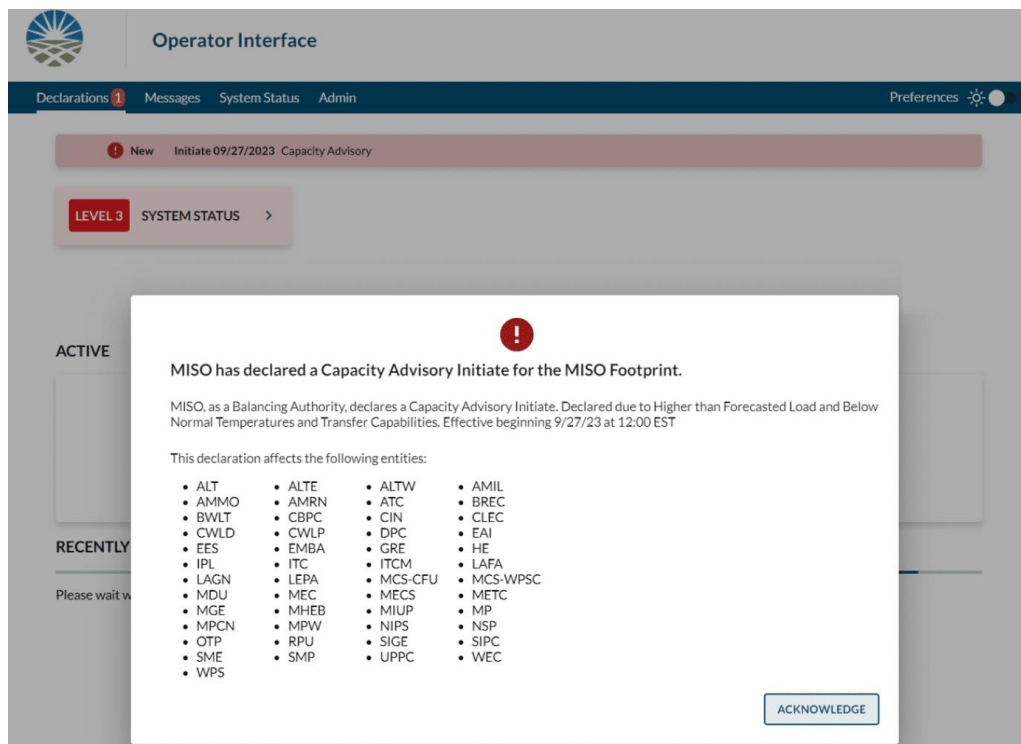 Operator Interface
Declarations 1 Messages System Status Admin Preferences
! New Initiate 09/27/2023 Capacity Advisory
LEVEL 3 SYSTEM STATUS >
!
ACTIVE
MISO has declared a Capacity Advisory Initiate for the MISO Footprint.
MISO, as a Balancing Authority, declares a Capacity Advisory Initiate. Declared due to Higher than Forecasted Load and Below
Normal Temperatures and Transfer Capabilities. Effective beginning 9/27/23 at 12:00 EST
This declaration affects the following entities:
• ALT • ALTE • ALTW • AMIL
• AMMO • AMRN • ATC • BREC
• BWLT • CBPC • CIN • CLEC
• CWLD • CWLP • DPC • EAI
• EES • EMBA • GRE • HE
• IPL • ITC • ITCM • LAFA
• LAGN • LEPA • MCS-CFU • MCS-WPSC
• MDU • MEC • MECS • METC
• MGE • MHEB • MIUP • MP
• MPCN • MPW • NIPS • NSP
• OTP • RPU • SIGE • SIPC
• SME • SMP • UPPC • WEC
• WPS
RECENTLY
Please wait w
ACKNOWLEDGE